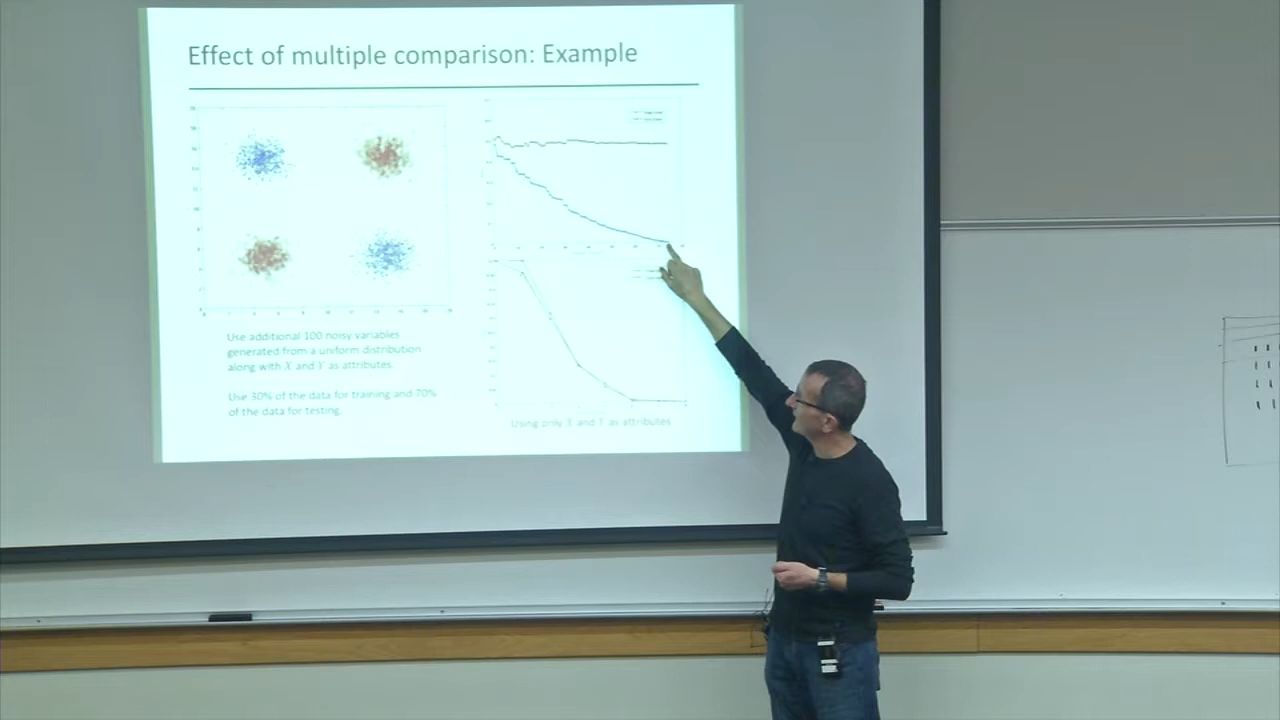 Effect of multiple comparison: Example
Use additional 100 noisy variables
generated from a uniform distribution
along with X and Y as attributes.
Use 30% of the data for training and 70%
of the data for testing.
Using only X and Y as attributes